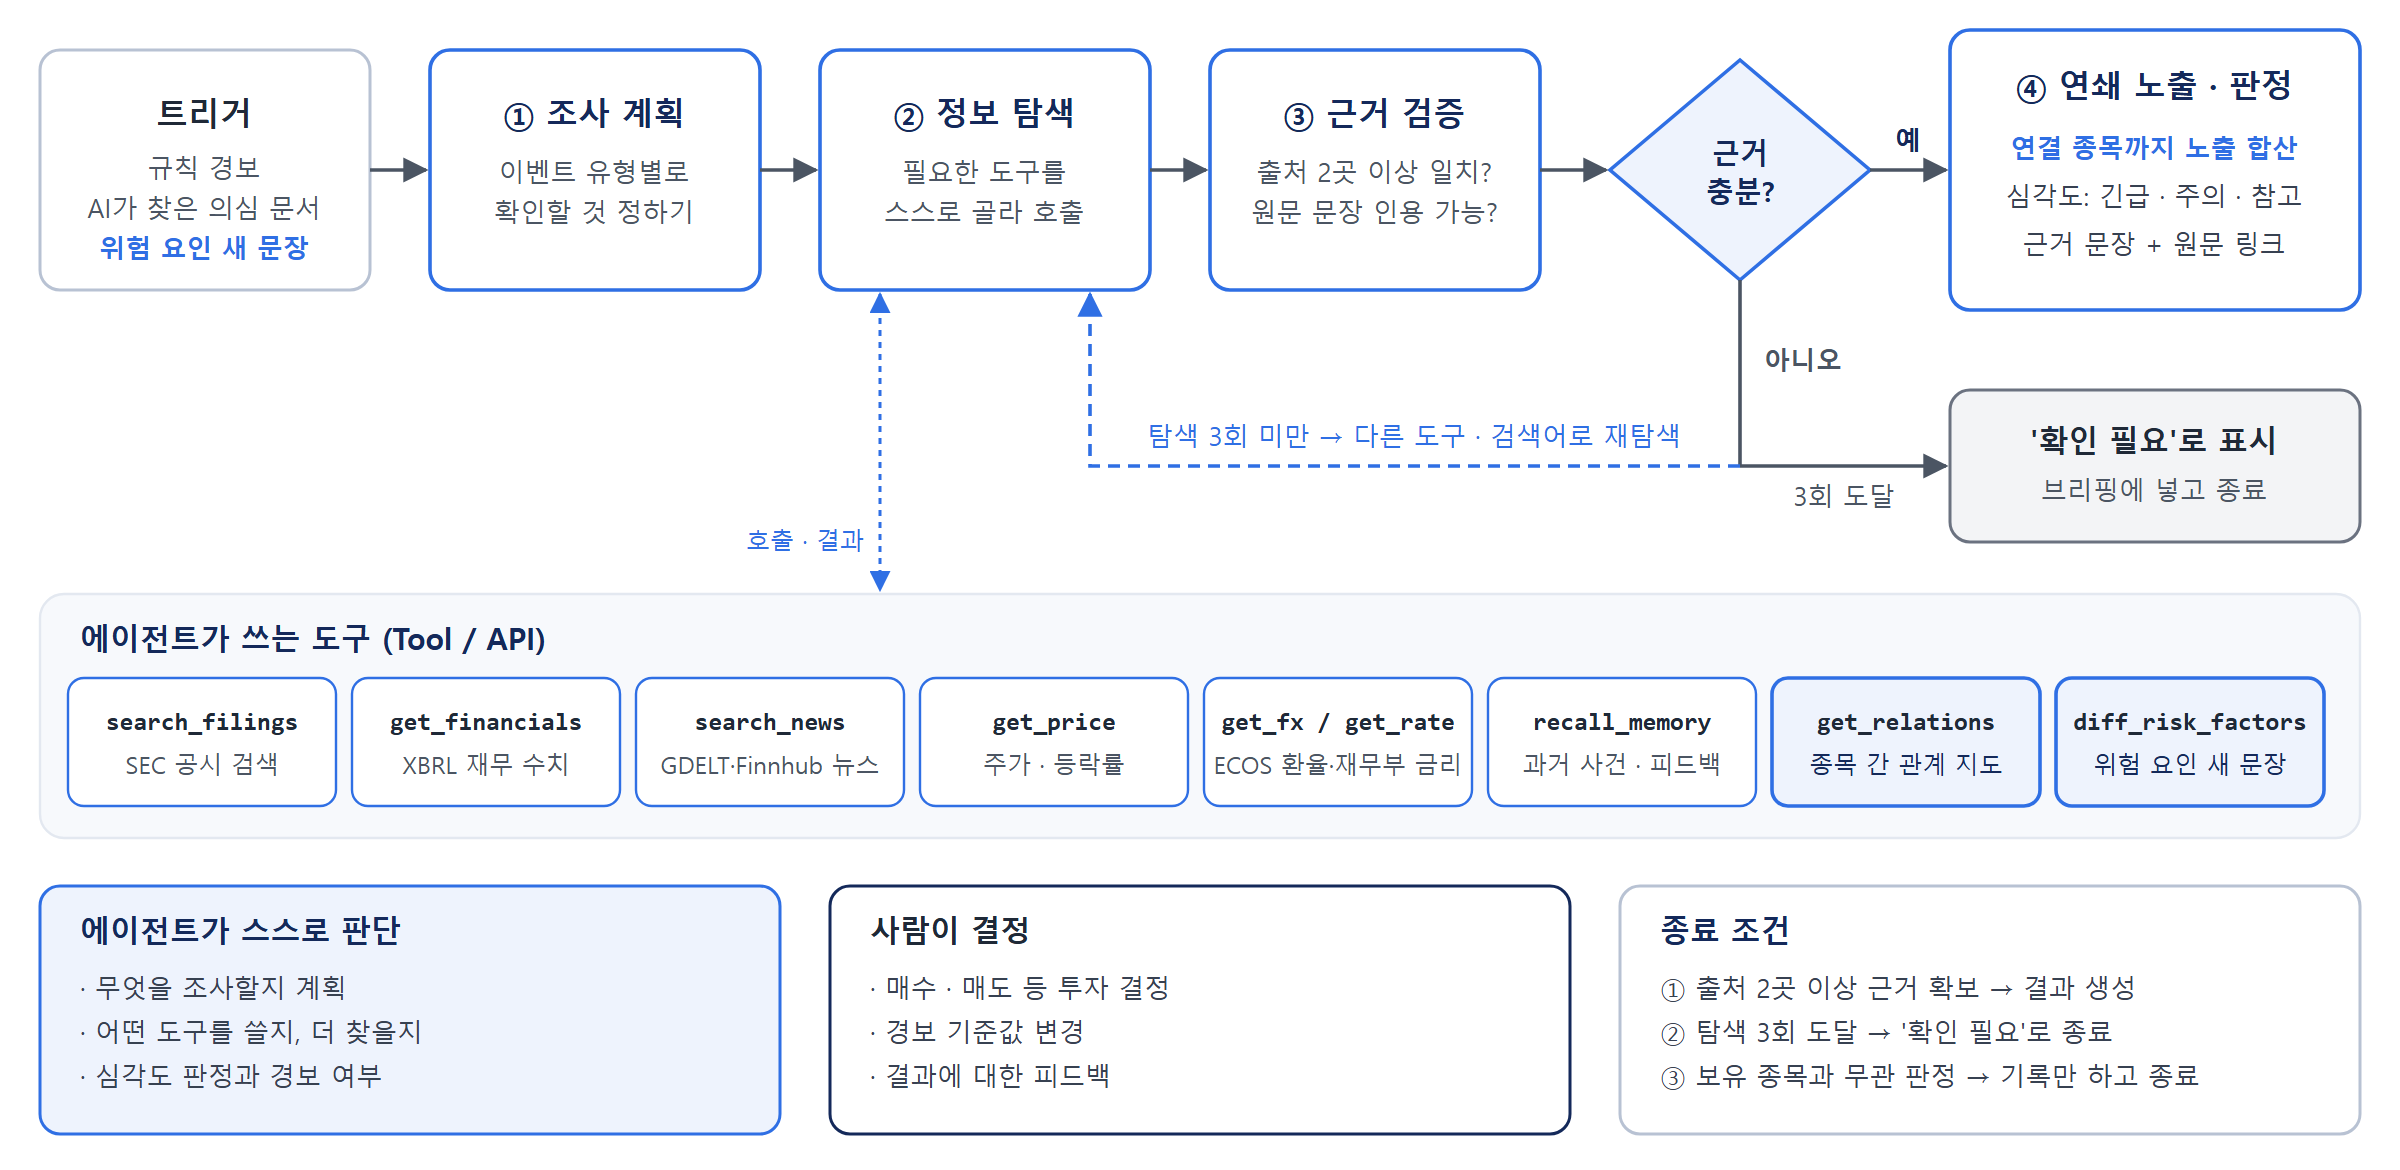 트리거
규칙 경보
AI가 찾은 의심 문서
위험 요인 새 문장
① 조사 계획
이벤트 유형별로
확인할 것 정하기
② 정보 탐색
필요한 도구를
스스로 골라 호출
③ 근거 검증
출처 2곳 이상 일치?
원문 문장 인용 가능?
근거
충분?
예
④ 연쇄 노출 · 판정
연결 종목까지 노출 합산
심각도: 긴급 · 주의 · 참고
근거 문장 + 원문 링크
아니오
탐색 3회 미만 → 다른 도구 · 검색어로 재탐색
3회 도달
'확인 필요'로 표시
브리핑에 넣고 종료
호출 · 결과
에이전트가 쓰는 도구 (Tool / API)
search_filings
SEC 공시 검색
get_financials
XBRL 재무 수치
search_news
GDELT·Finnhub 뉴스
get_price
주가 · 등락률
get_fx / get_rate
ECOS 환율·재무부 금리
recall_memory
과거 사건 · 피드백
get_relations
종목 간 관계 지도
diff_risk_factors
위험 요인 새 문장
에이전트가 스스로 판단
· 무엇을 조사할지 계획
· 어떤 도구를 쓸지, 더 찾을지
· 심각도 판정과 경보 여부
사람이 결정
· 매수 · 매도 등 투자 결정
· 경보 기준값 변경
· 결과에 대한 피드백
종료 조건
① 출처 2곳 이상 근거 확보 → 결과 생성
② 탐색 3회 도달 → '확인 필요'로 종료
③ 보유 종목과 무관 판정 → 기록만 하고 종료